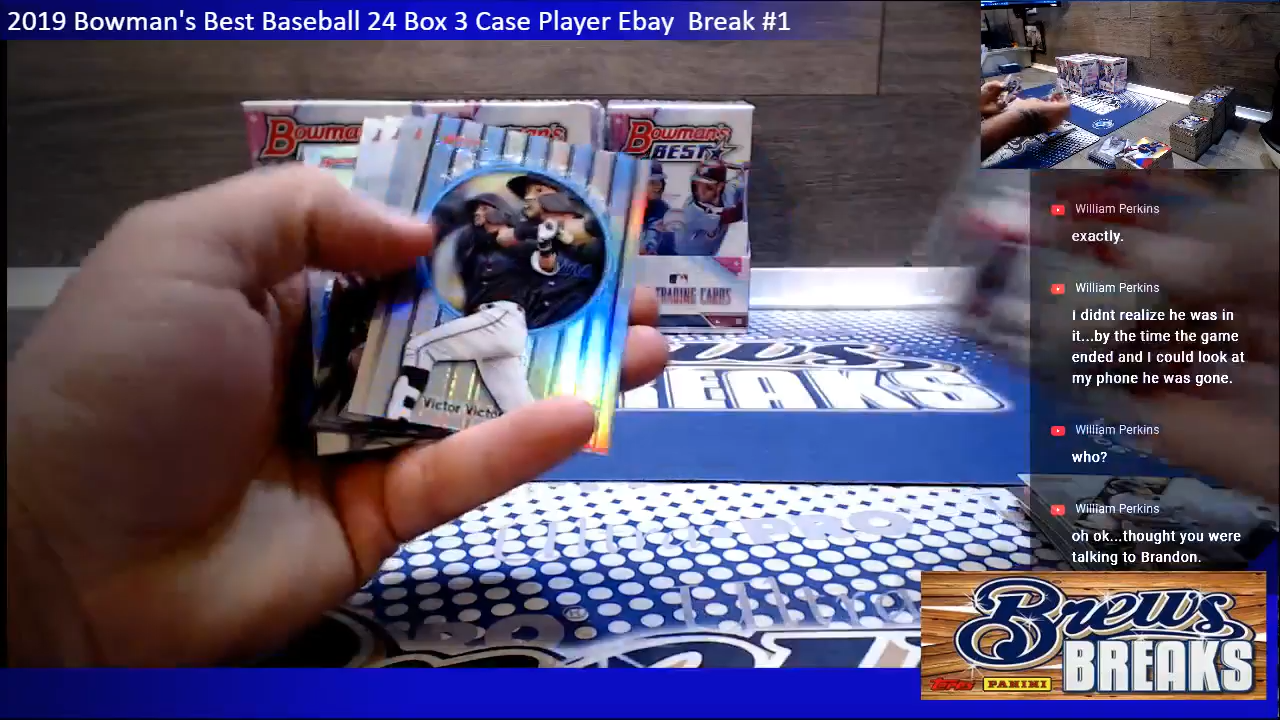 2019 Bowman's Best Baseball 24 Box 3 Case Player Ebay Break #1
Bowman's
BEST
TRADING CARDS
Victor Victor
BREAKS
Ultra PRO
William Perkins
exactly.
William Perkins
I didnt realize he was in
it...by the time the game
ended and I could look at
my phone he was gone.
William Perkins
who?
William Perkins
oh ok...thought you were
talking to Brandon.
Brews
BREAKS
Topps PANINI